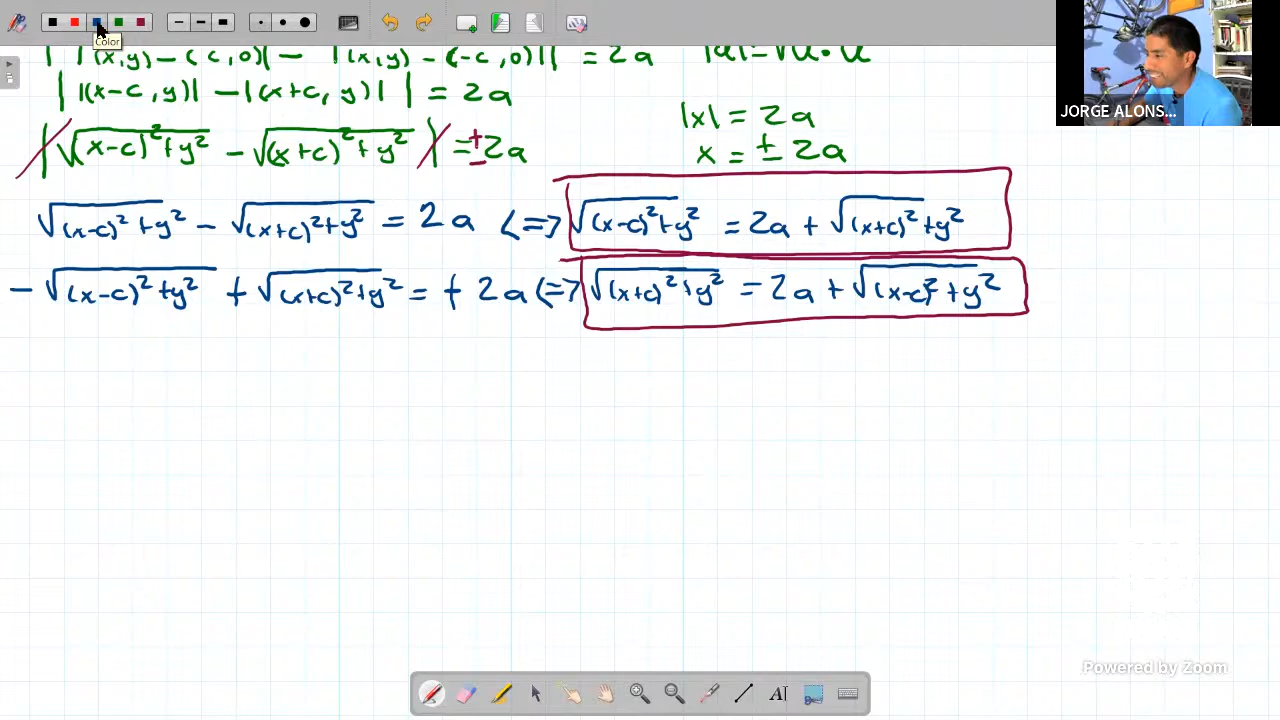 Color
| |(x,y) - (c,0)| - |(x,y) - (-c,0)| | = 2a
| |(x-c, y)| - |(x+c, y)| | = 2a
|√(x-c)²+y² - √(x+c)²+y²| = ±2a
|x| = 2a
x = ± 2a
√(x-c)²+y² - √(x+c)²+y² = 2a <=> √(x-c)²+y² = 2a + √(x+c)²+y²
- √(x-c)²+y² + √(x+c)²+y² = + 2a <=> √(x+c)²+y² = 2a + √(x-c)²+y²
JORGE ALONS...
Powered by Zoom
A